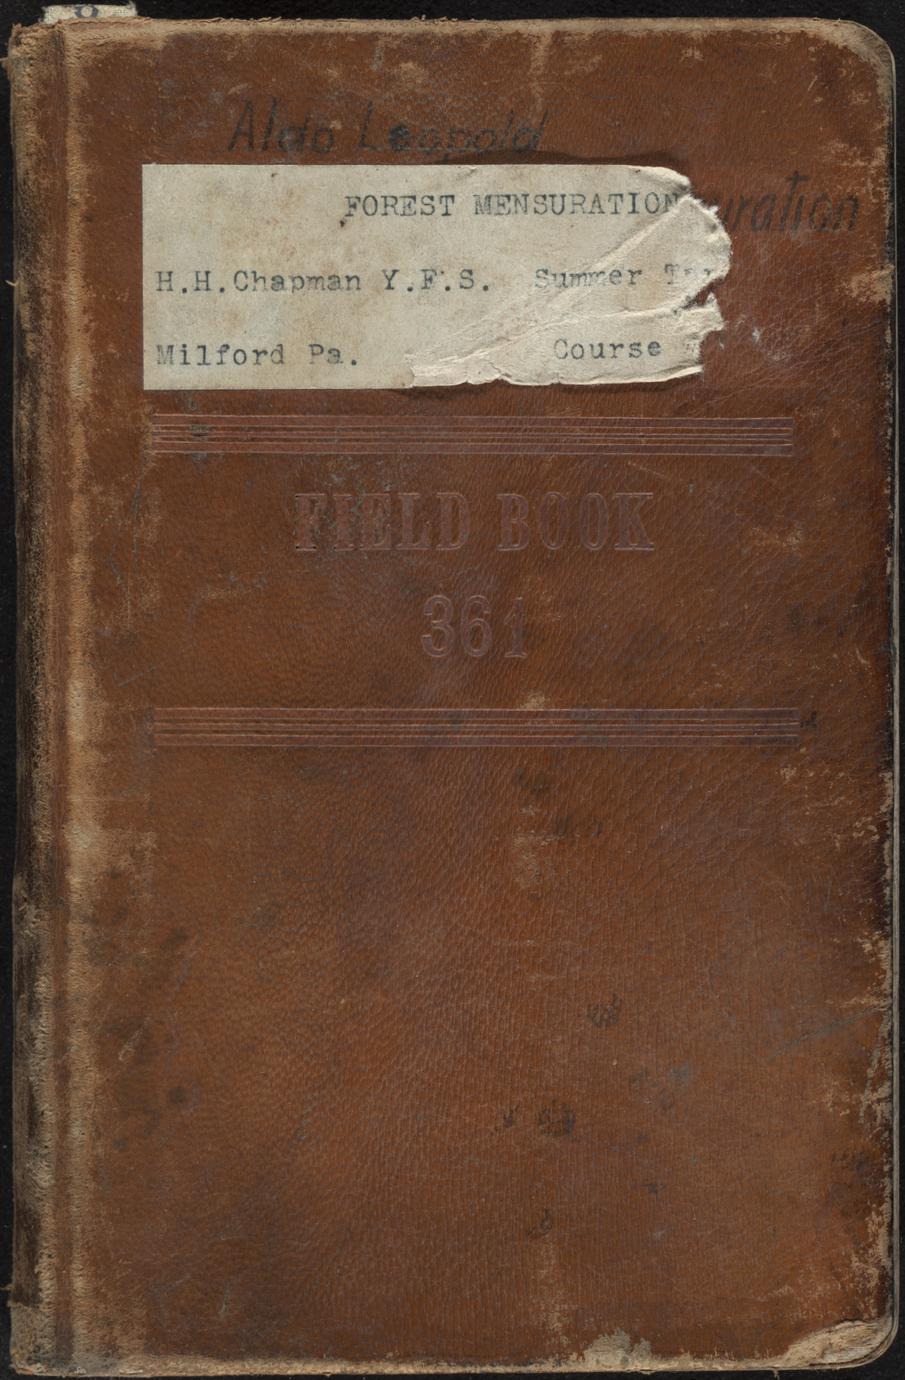 Aldo Leopold
uration
FOREST MENSURATION
H.H.Chapman Y.F.S. Summer
Milford Pa. Course
FIELD BOOK
361